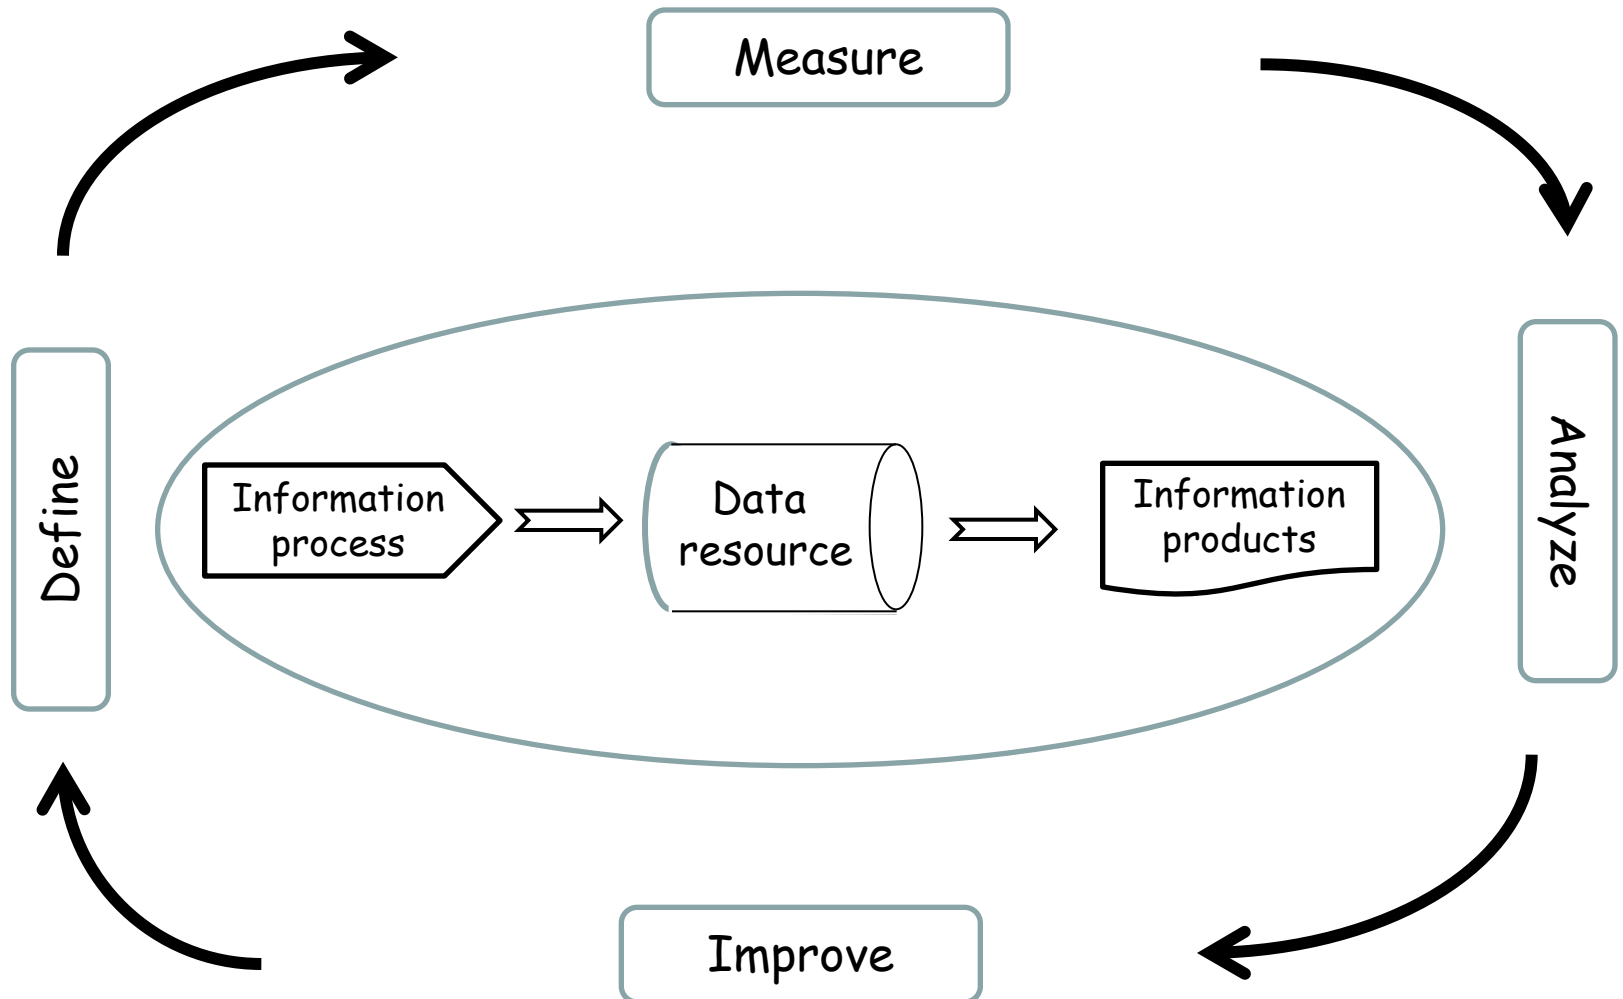 Measure
Define
Information
process
Data
resource
Information
products
Analyze
Improve